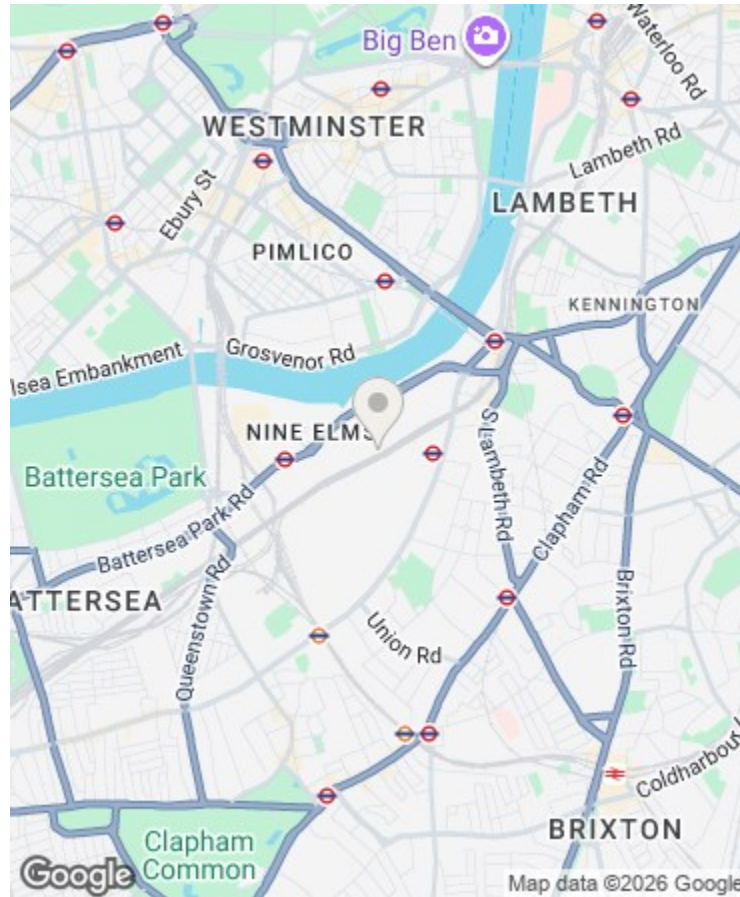 Big Ben
Waterloo Rd
WESTMINSTER
Lambeth Rd
Ebury St
LAMBETH
PIMLICO
KENNINGTON
Grosvenor Rd
lsea Embankment
NINE ELMS
S Lambeth Rd
Clapham Rd
Battersea Park
Battersea Park Rd
ATTERSEA
Queenstown Rd
Union Rd
Brixton Rd
Coldharbour
BRIXTON
Clapham
Common
Google
Map data ©2026 Google